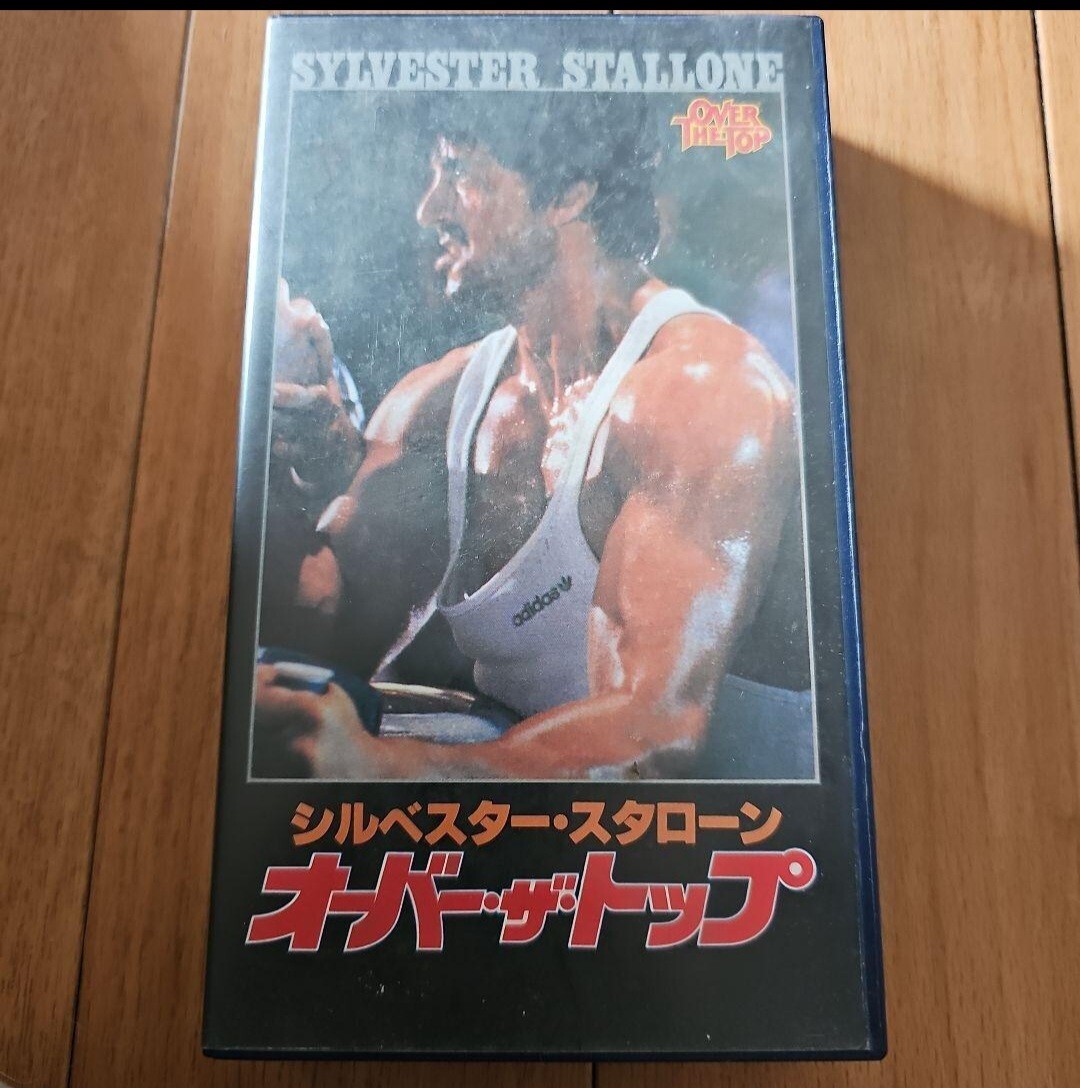 SYLVESTER STALLONE
OVER
THE TOP
adidas
シルベスター・スタローン
オーバー・ザ・トップ